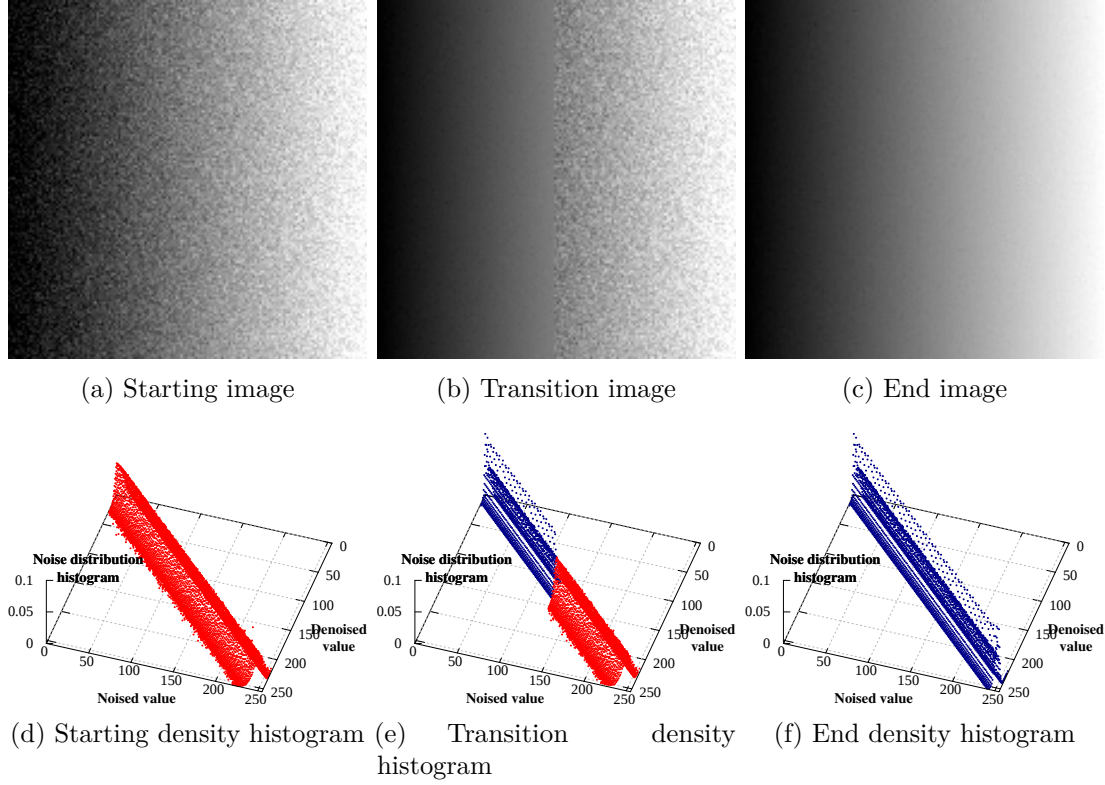 (a) Starting image
(b) Transition image
(c) End image
Noise distribution
histogram
0.1
0.05
0
0
50
100
150
200
250
Noised value
0
50
100
150
200
250
Denoised
value
Noise distribution
histogram
0.1
0.05
0
0
50
100
150
200
250
Noised value
0
50
100
150
200
250
Denoised
value
Noise distribution
histogram
0.1
0.05
0
0
50
100
150
200
250
Noised value
0
50
100
150
200
250
Denoised
value
(d) Starting density histogram
(e) Transition density
histogram
(f) End density histogram